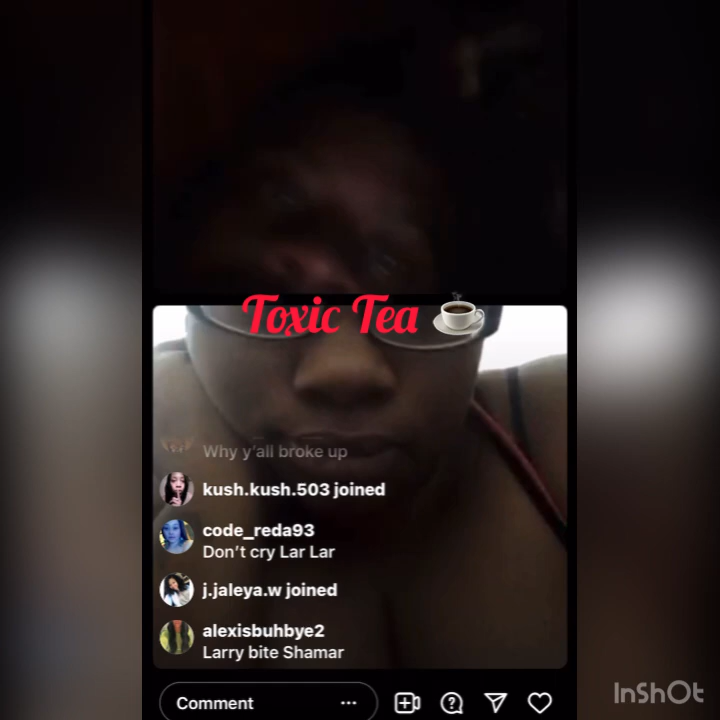 Toxic Tea
Why y'all broke up
kush.kush.503 joined
code_reda93
Don't cry Lar Lar
j.jaleya.w joined
alexisbuhbye2
Larry bite Shamar
Comment
InShOt